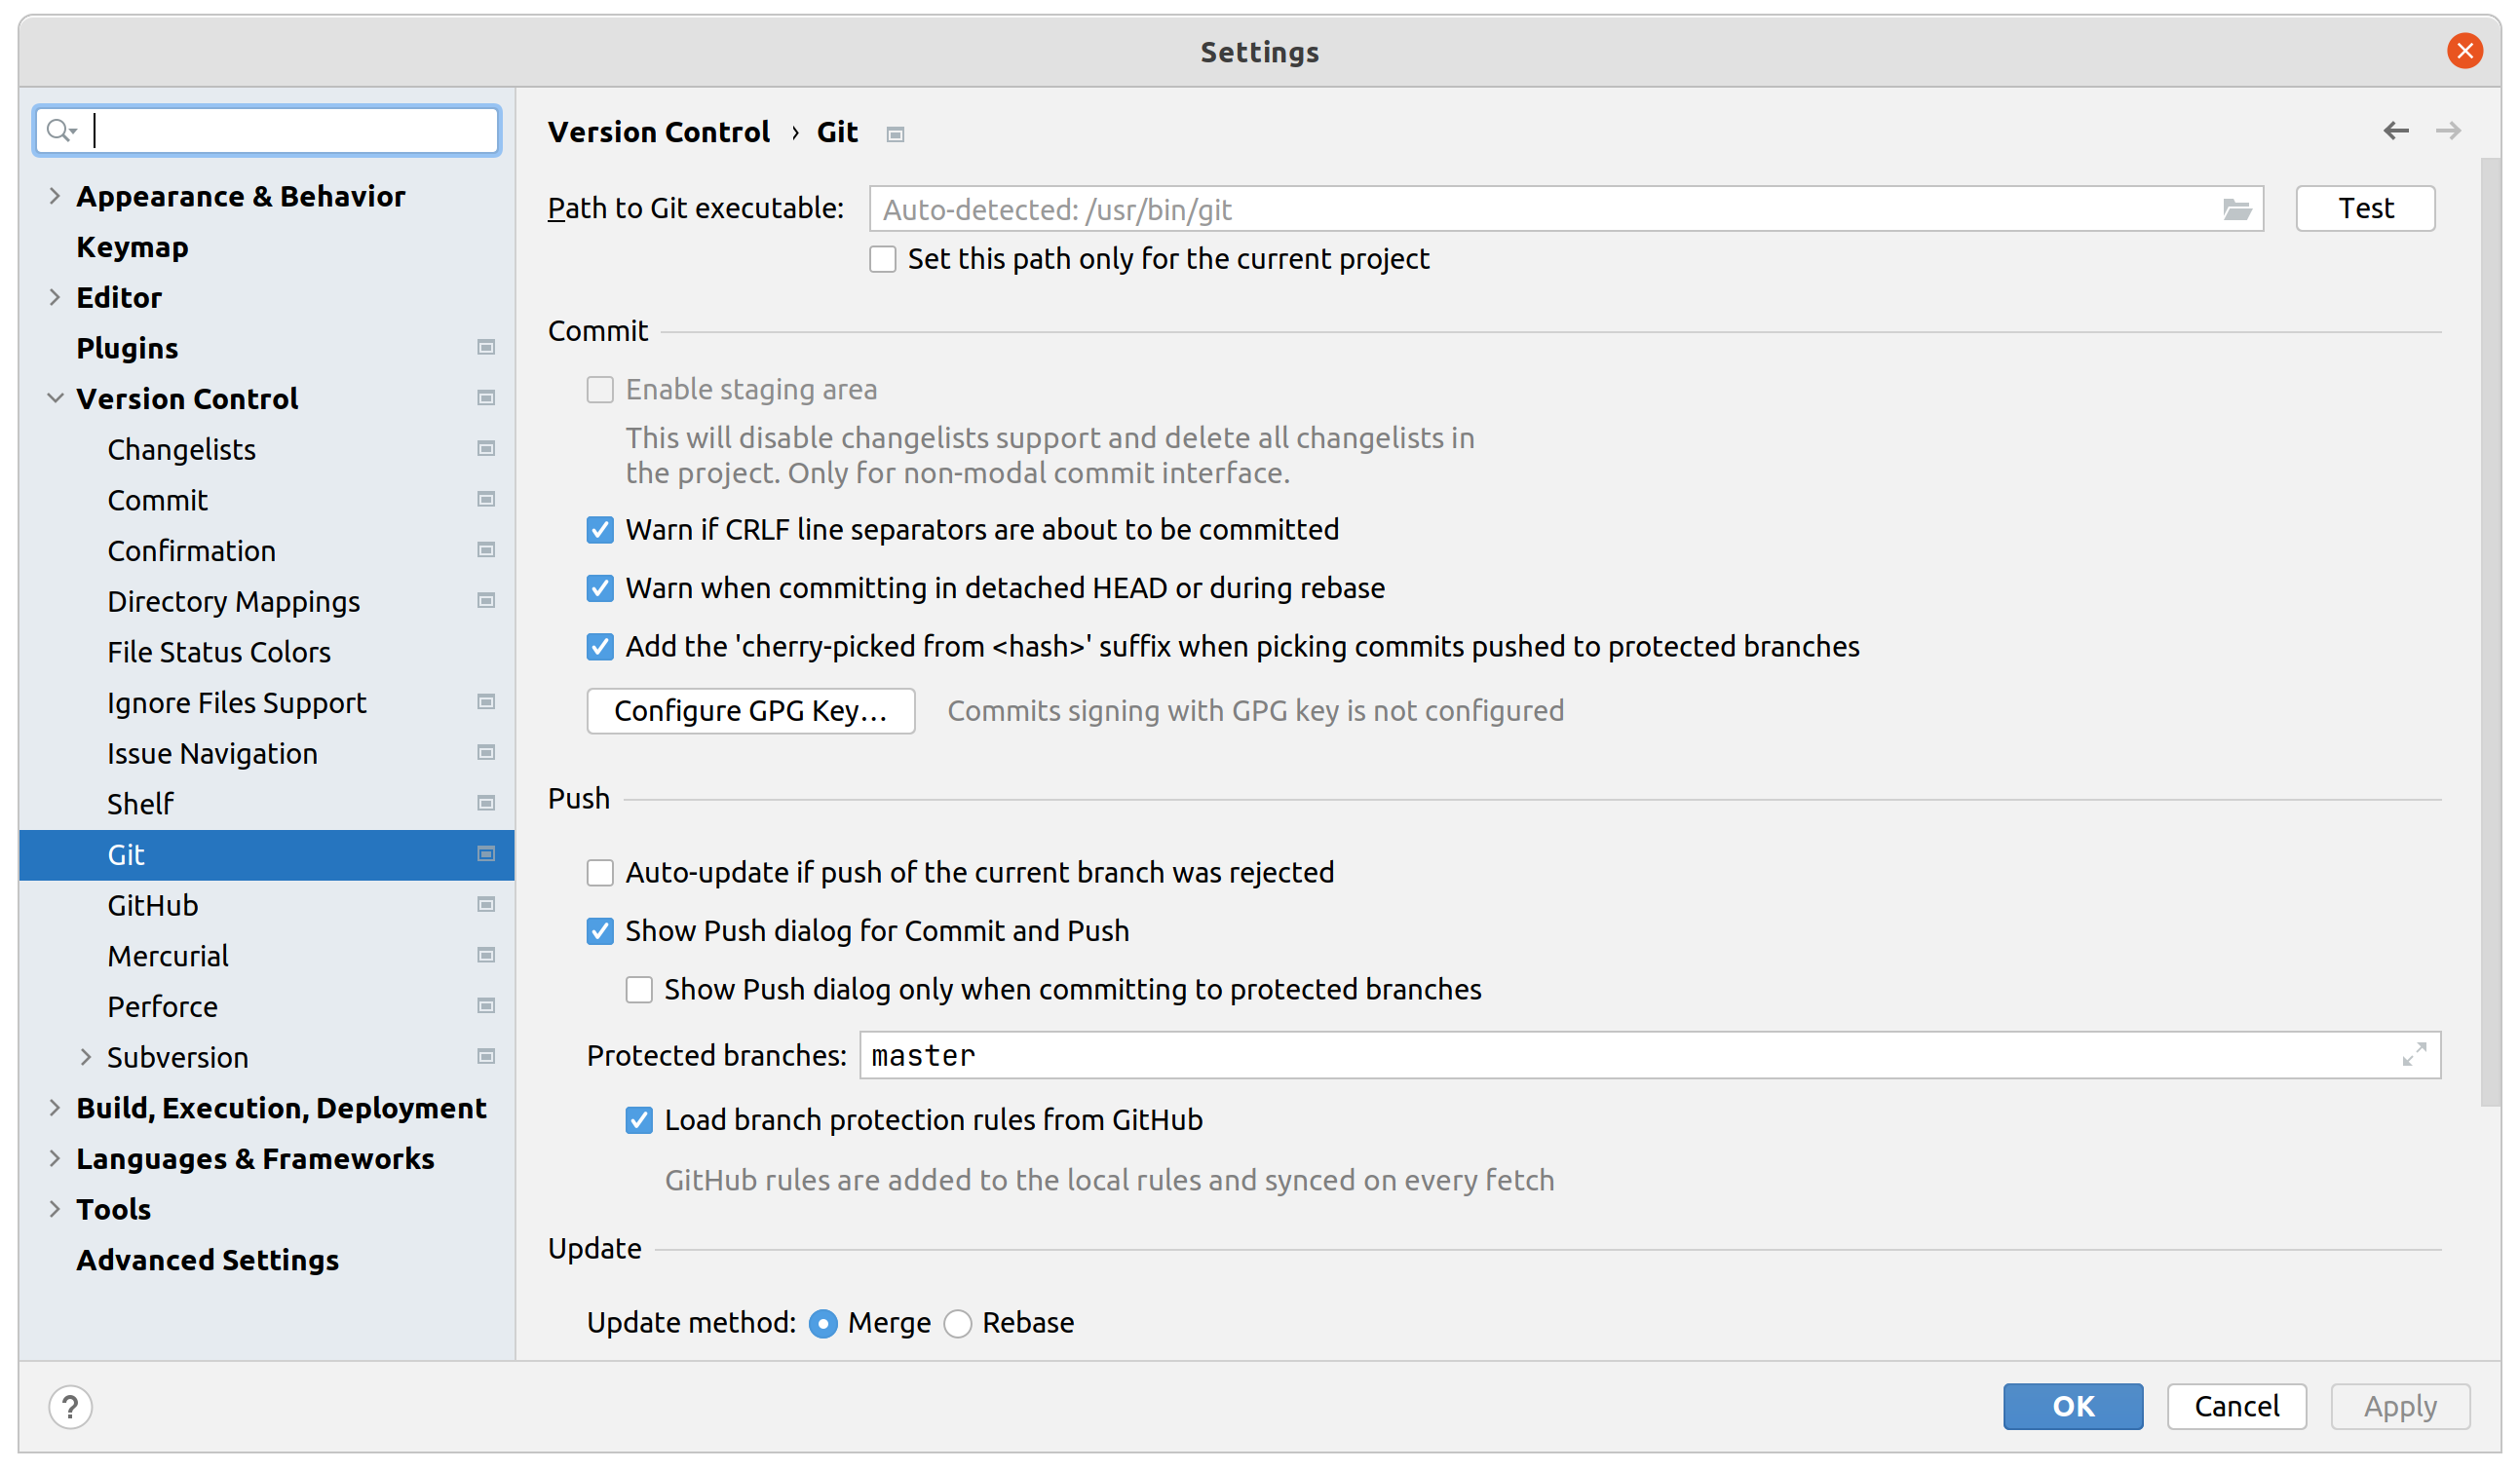 Settings
Appearance & Behavior
Keymap
Editor
Plugins
Version Control
Changelists
Commit
Confirmation
Directory Mappings
File Status Colors
Ignore Files Support
Issue Navigation
Shelf
Git
GitHub
Mercurial
Perforce
Subversion
Build, Execution, Deployment
Languages & Frameworks
Tools
Advanced Settings
Version Control › Git
Path to Git executable: Auto-detected: /usr/bin/git Test
Set this path only for the current project
Commit
Enable staging area
This will disable changelists support and delete all changelists in
the project. Only for non-modal commit interface.
Warn if CRLF line separators are about to be committed
Warn when committing in detached HEAD or during rebase
Add the 'cherry-picked from <hash>' suffix when picking commits pushed to protected branches
Configure GPG Key... Commits signing with GPG key is not configured
Push
Auto-update if push of the current branch was rejected
Show Push dialog for Commit and Push
Show Push dialog only when committing to protected branches
Protected branches: master
Load branch protection rules from GitHub
GitHub rules are added to the local rules and synced on every fetch
Update
Update method: Merge Rebase
? OK Cancel Apply